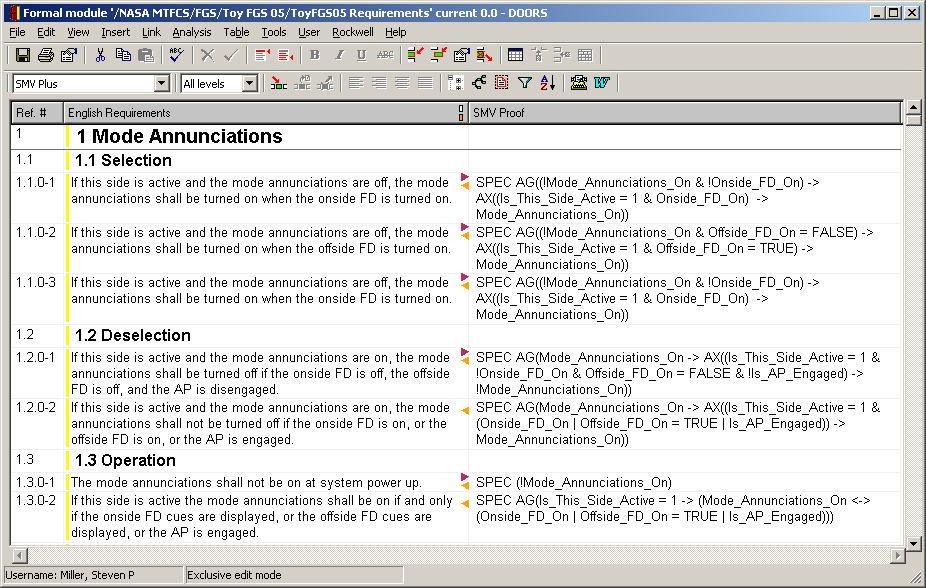 Formal module '/NASA MTFCS/FGS/Toy FGS 05/ToyFGS05 Requirements' current 0.0 - DOORS
File Edit View Insert Link Analysis Table Tools User Rockwell Help
SMV Plus All levels
Ref. # English Requirements SMV Proof
1 1 Mode Annunciations
1.1 1.1 Selection
1.1.0-1 If this side is active and the mode annunciations are off, the mode
annunciations shall be turned on when the onside FD is turned on.
SPEC AG((!Mode_Annunciations_On & !Onside_FD_On) ->
AX((Is_This_Side_Active = 1 & Onside_FD_On) ->
Mode_Annunciations_On))
1.1.0-2 If this side is active and the mode annunciations are off, the mode
annunciations shall be turned on when the offside FD is turned on.
SPEC AG((!Mode_Annunciations_On & Offside_FD_On = FALSE) ->
AX((Is_This_Side_Active = 1 & Offside_FD_On = TRUE) ->
Mode_Annunciations_On))
1.1.0-3 If this side is active and the mode annunciations are off, the mode
annunciations shall be turned on when the onside FD is turned on.
SPEC AG((!Mode_Annunciations_On & !Onside_FD_On) ->
AX((Is_This_Side_Active = 1 & Onside_FD_On) ->
Mode_Annunciations_On))
1.2 1.2 Deselection
1.2.0-1 If this side is active and the mode annunciations are on, the mode
annunciations shall be turned off if the onside FD is off, the offside
FD is off, and the AP is disengaged.
SPEC AG(Mode_Annunciations_On -> AX((Is_This_Side_Active = 1 &
!Onside_FD_On & Offside_FD_On = FALSE & !Is_AP_Engaged) ->
!Mode_Annunciations_On))
1.2.0-2 If this side is active and the mode annunciations are on, the mode
annunciations shall not be turned off if the onside FD is on, or the
offside FD is on, or the AP is engaged.
SPEC AG(Mode_Annunciations_On -> AX((Is_This_Side_Active = 1 &
(Onside_FD_On | Offside_FD_On = TRUE | Is_AP_Engaged)) ->
Mode_Annunciations_On))
1.3 1.3 Operation
1.3.0-1 The mode annunciations shall not be on at system power up.
SPEC (!Mode_Annunciations_On)
1.3.0-2 If this side is active the mode annunciations shall be on if and only
if the onside FD cues are displayed, or the offside FD cues are
displayed, or the AP is engaged.
SPEC AG(Is_This_Side_Active = 1 -> (Mode_Annunciations_On <->
(Onside_FD_On | Offside_FD_On = TRUE | Is_AP_Engaged)))
Username: Miller, Steven P Exclusive edit mode